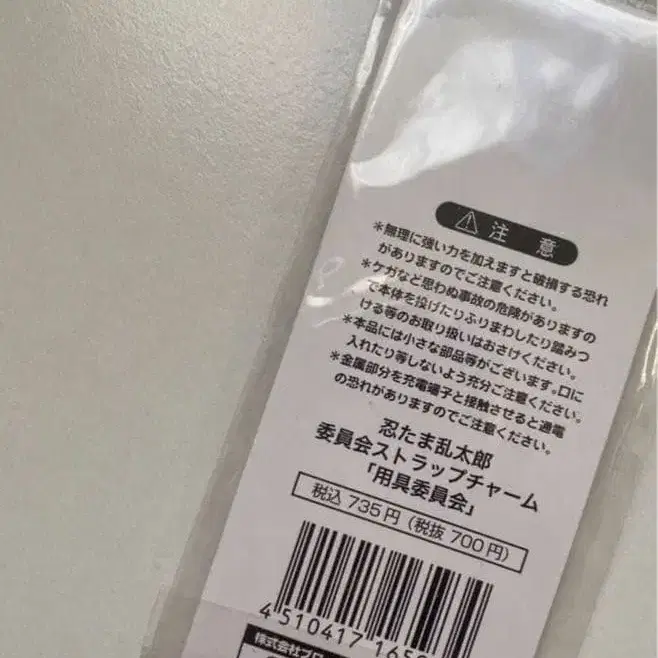 ⚠ 注意
*無理に強い力を加えますと破損する恐れ
がありますのでご注意ください。
*ケガなど思わぬ事故の危険がありますの
で本体を投げたりふりまわしたり踏みつ
ける等のお取り扱いはおさけください。
*本品には小さな部品等がございます。口に
入れたり等しないよう充分ご注意ください。
*金属部分を充電端子と接触させると通電
の恐れがありますのでご注意ください。
忍たま乱太郎
委員会ストラップチャーム
「用具委員会」
税込 735円(税抜 700円)
4 510417 165
株式会社ブロ